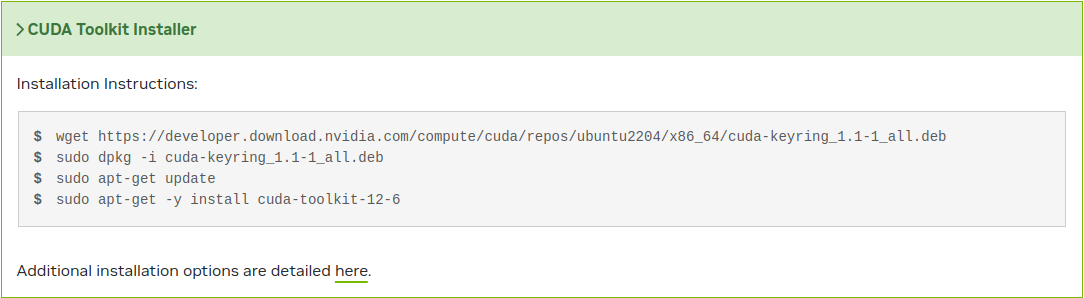 CUDA Toolkit Installer
Installation Instructions:
$ wget https://developer.download.nvidia.com/compute/cuda/repos/ubuntu2204/x86_64/cuda-keyring_1.1-1_all.deb
$ sudo dpkg -i cuda-keyring_1.1-1_all.deb
$ sudo apt-get update
$ sudo apt-get -y install cuda-toolkit-12-6
Additional installation options are detailed here.